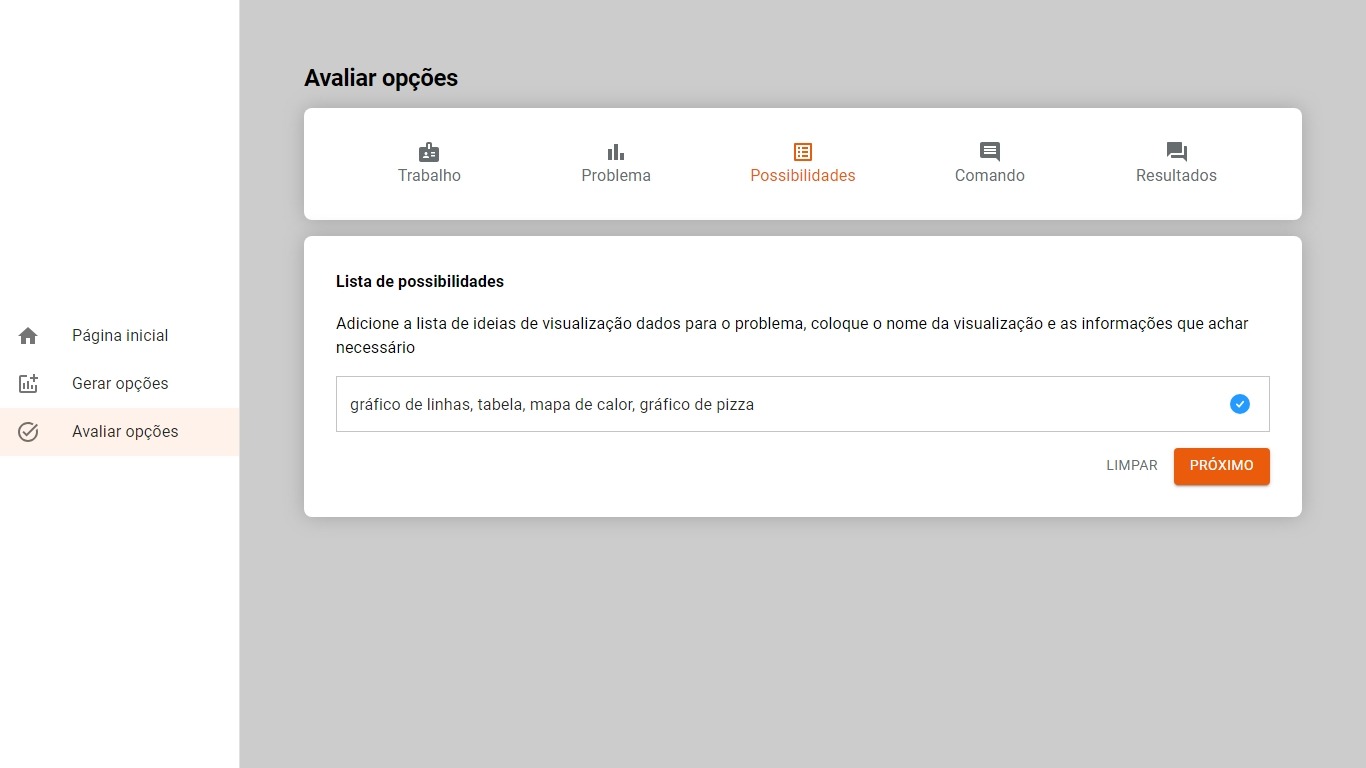 Avaliar opções
Trabalho
Problema
Possibilidades
Comando
Resultados
Lista de possibilidades
Adicione a lista de ideias de visualização dados para o problema, coloque o nome da visualização e as informações que achar
necessário
gráfico de linhas, tabela, mapa de calor, gráfico de pizza
LIMPAR
PRÓXIMO
Página inicial
Gerar opções
Avaliar opções